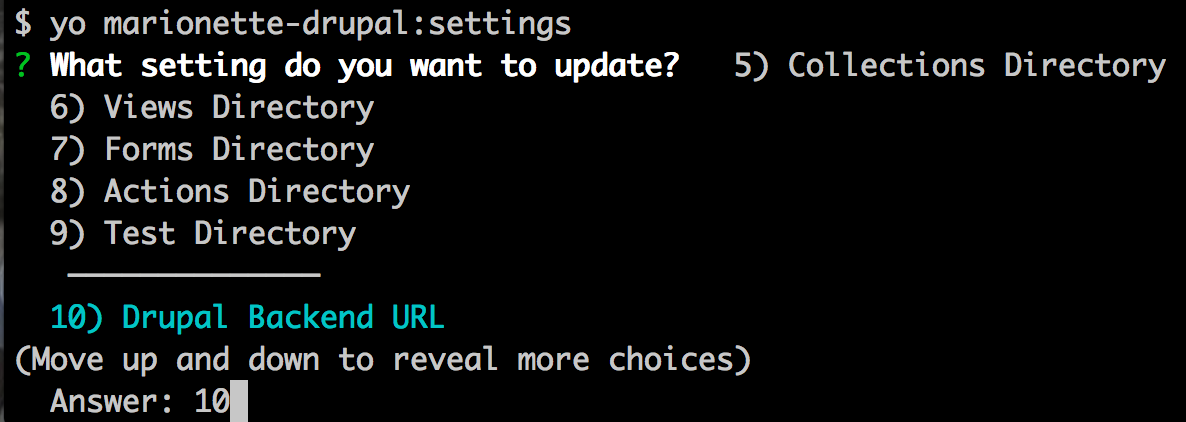 $ yo marionette-drupal:settings
? What setting do you want to update? 5) Collections Directory
6) Views Directory
7) Forms Directory
8) Actions Directory
9) Test Directory
──────────────
10) Drupal Backend URL
(Move up and down to reveal more choices)
Answer: 10